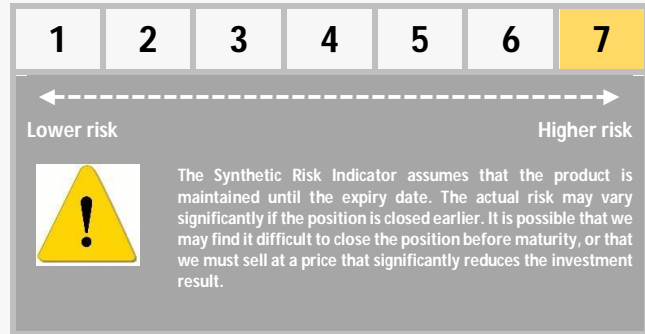 1 2 3 4 5 6 7
Lower risk Higher risk
The Synthetic Risk Indicator assumes that the product is
maintained until the expiry date. The actual risk may vary
significantly if the position is closed earlier. It is possible that we
may find it difficult to close the position before maturity, or that
we must sell at a price that significantly reduces the investment
result.